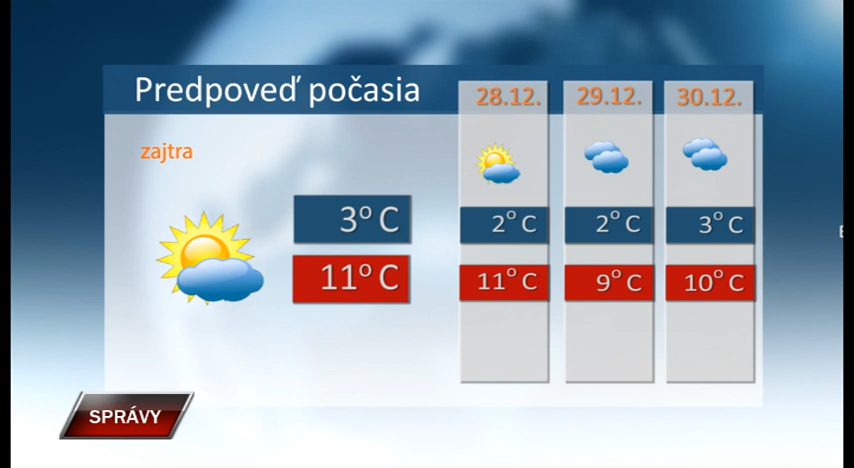 Predpoveď počasia
zajtra
3° C
11° C
28.12. 29.12. 30.12.
2° C 2° C 3° C
11° C 9° C 10° C
SPRÁVY